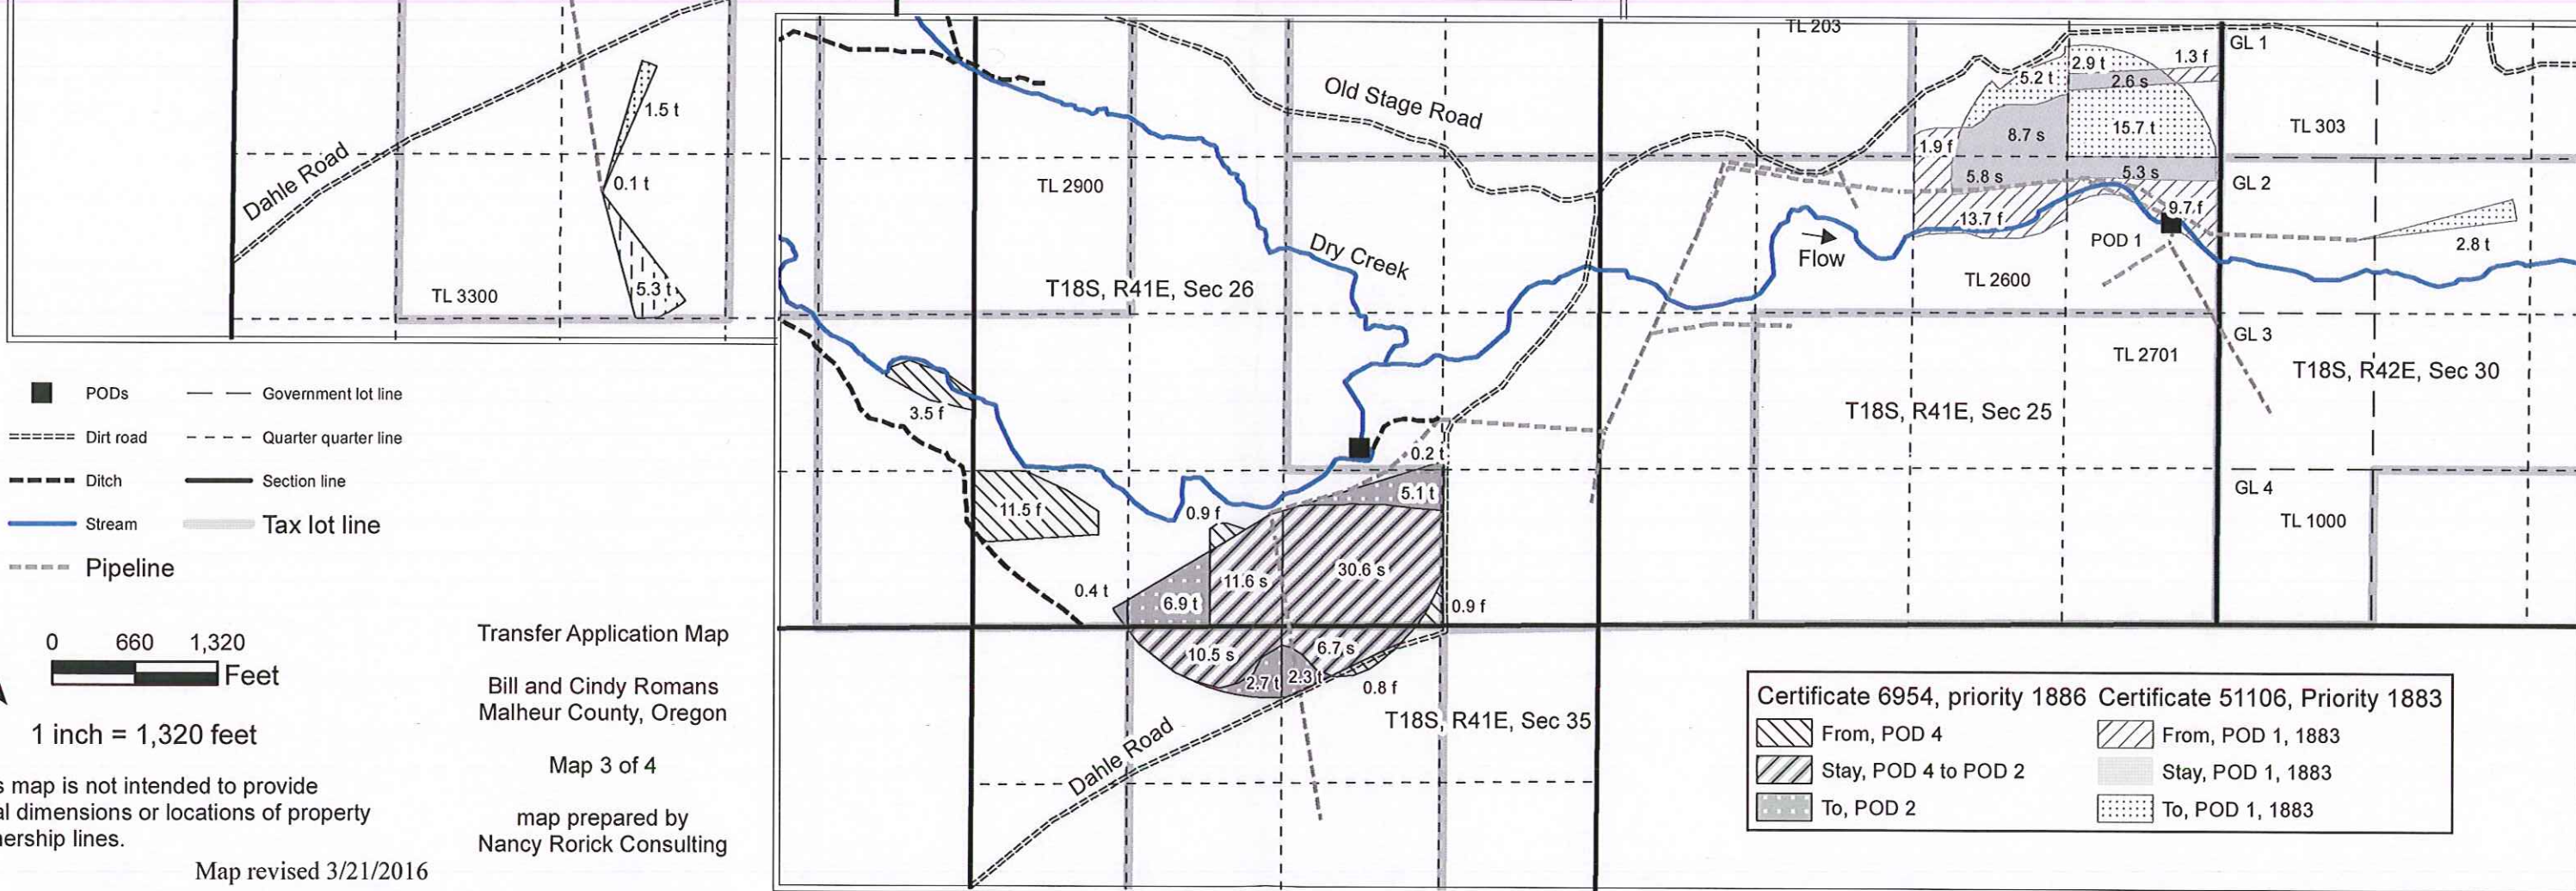 1.5 t
0.1 t
Dahle Road
5.3 t
TL 3300
PODs
Government lot line
Dirt road
Quarter quarter line
Ditch
Section line
Stream
Tax lot line
Pipeline
0 660 1,320
Feet
1 inch = 1,320 feet
map is not intended to provide
dimensions or locations of property
lines.
Map revised 3/21/2016
Transfer Application Map
Bill and Cindy Romans
Malheur County, Oregon
Map 3 of 4
map prepared by
Nancy Rorick Consulting
Old Stage Road
TL 2900
Dry Creek
T18S, R41E, Sec 26
3.5 f
11.5 f
0.9 f
0.2 t
5.1 t
30.6 s
11.6 s
0.4 t
6.9 t
0.9 f
10.5 s
6.7 s
2.7 t
2.3 t
0.8 f
T18S, R41E, Sec 35
Dahle Road
TL 203
GL 1
2.9 t
1.3 f
5.2 t
2.6 s
8.7 s
15.7 t
TL 303
1.9 f
5.8 s
5.3 s
GL 2
13.7 f
9.7 f
POD 1
2.8 t
Flow
TL 2600
GL 3
TL 2701
T18S, R42E, Sec 30
T18S, R41E, Sec 25
GL 4
TL 1000
Certificate 6954, priority 1886 Certificate 51106, Priority 1883
From, POD 4
From, POD 1, 1883
Stay, POD 4 to POD 2
Stay, POD 1, 1883
To, POD 2
To, POD 1, 1883